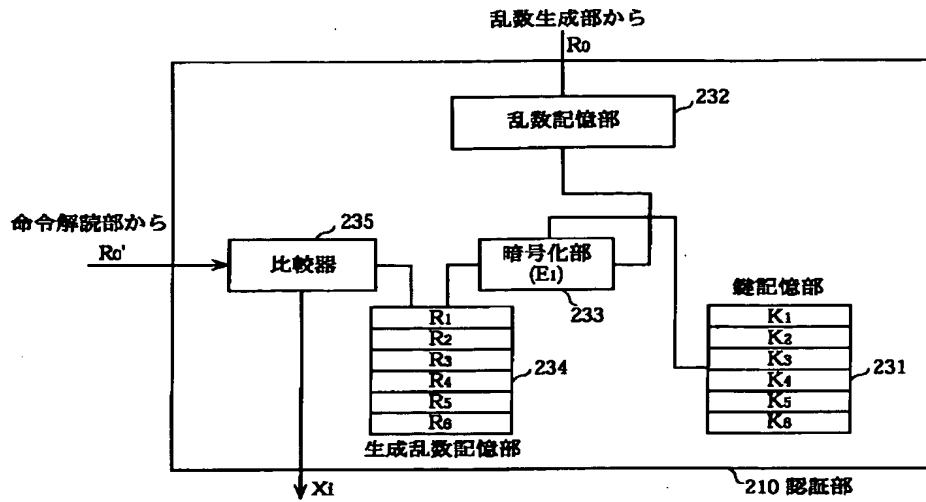 乱数生成部から
R0
232
乱数記憶部
命令解読部から
R0'
235
比較器
暗号化部
(E1)
233
鍵記憶部
R1
R2
R3
R4
R5
R6
234
生成乱数記憶部
K1
K2
K3
K4
K5
K6
231
210 認証部
Xi